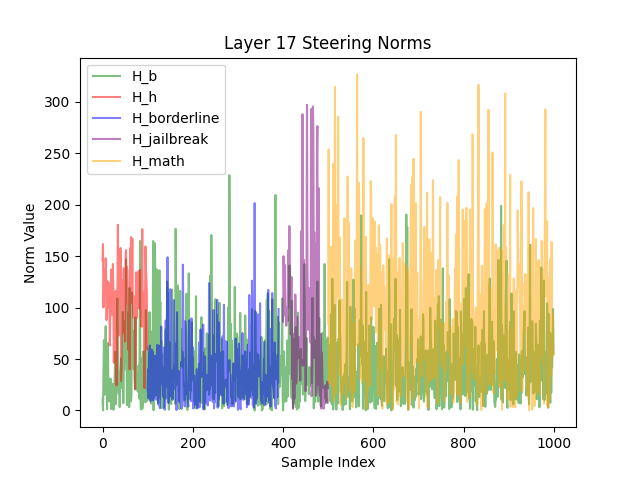 Layer 17 Steering Norms
H_b
H_h
H_borderline
H_jailbreak
H_math
Norm Value
300
250
200
150
100
50
0
0 200 400 600 800 1000
Sample Index